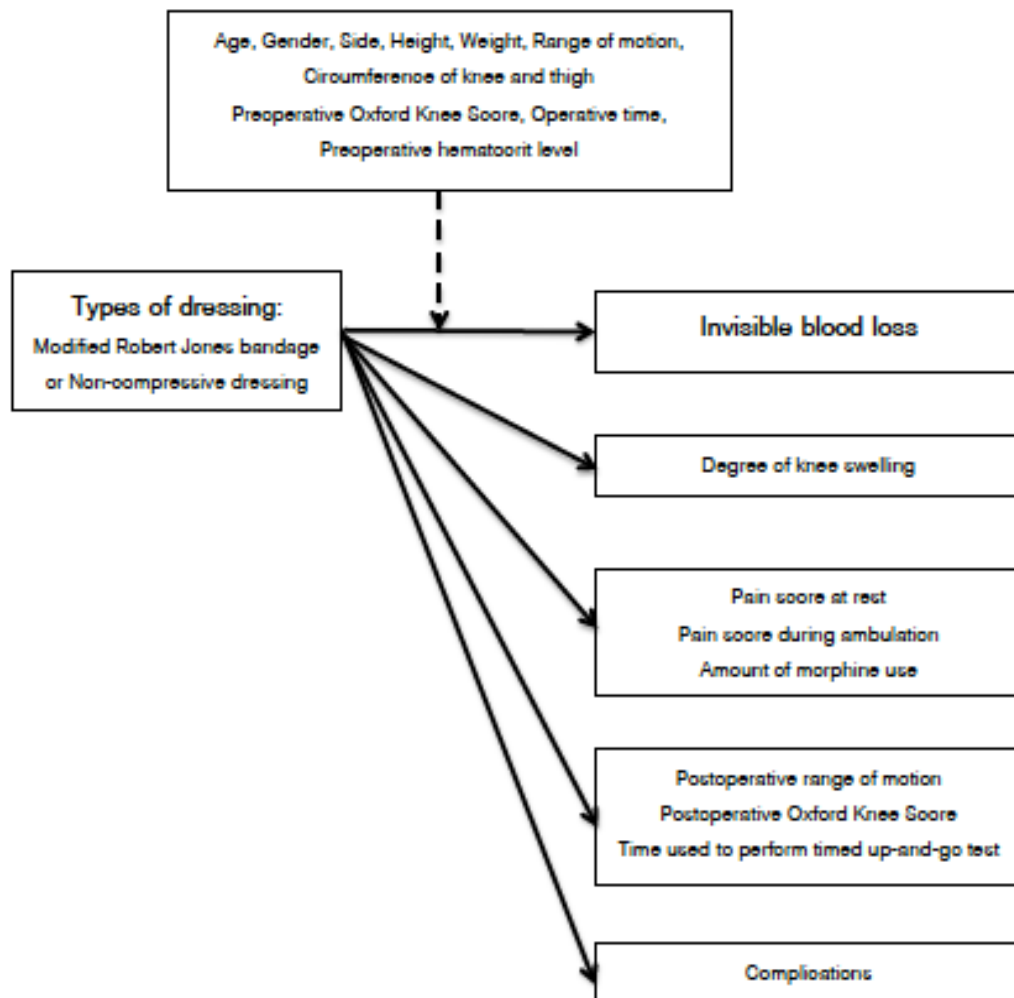 Age, Gender, Side, Height, Weight, Range of motion,
Circumference of knee and thigh
Preoperative Oxford Knee Score, Operative time,
Preoperative hematocrit level
Types of dressing:
Modified Robert Jones bandage
or Non-compressive dressing
Invisible blood loss
Degree of knee swelling
Pain score at rest
Pain score during ambulation
Amount of morphine use
Postoperative range of motion
Postoperative Oxford Knee Score
Time used to perform timed up-and-go test
Complications